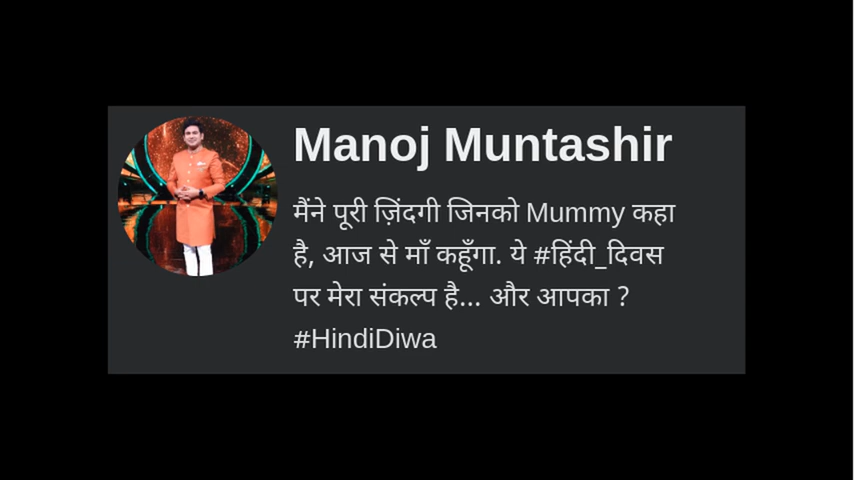 Manoj Muntashir
मैंने पूरी ज़िंदगी जिनको Mummy कहा
है, आज से माँ कहूँगा. ये #हिंदी_दिवस
पर मेरा संकल्प है... और आपका ?
#HindiDiwa